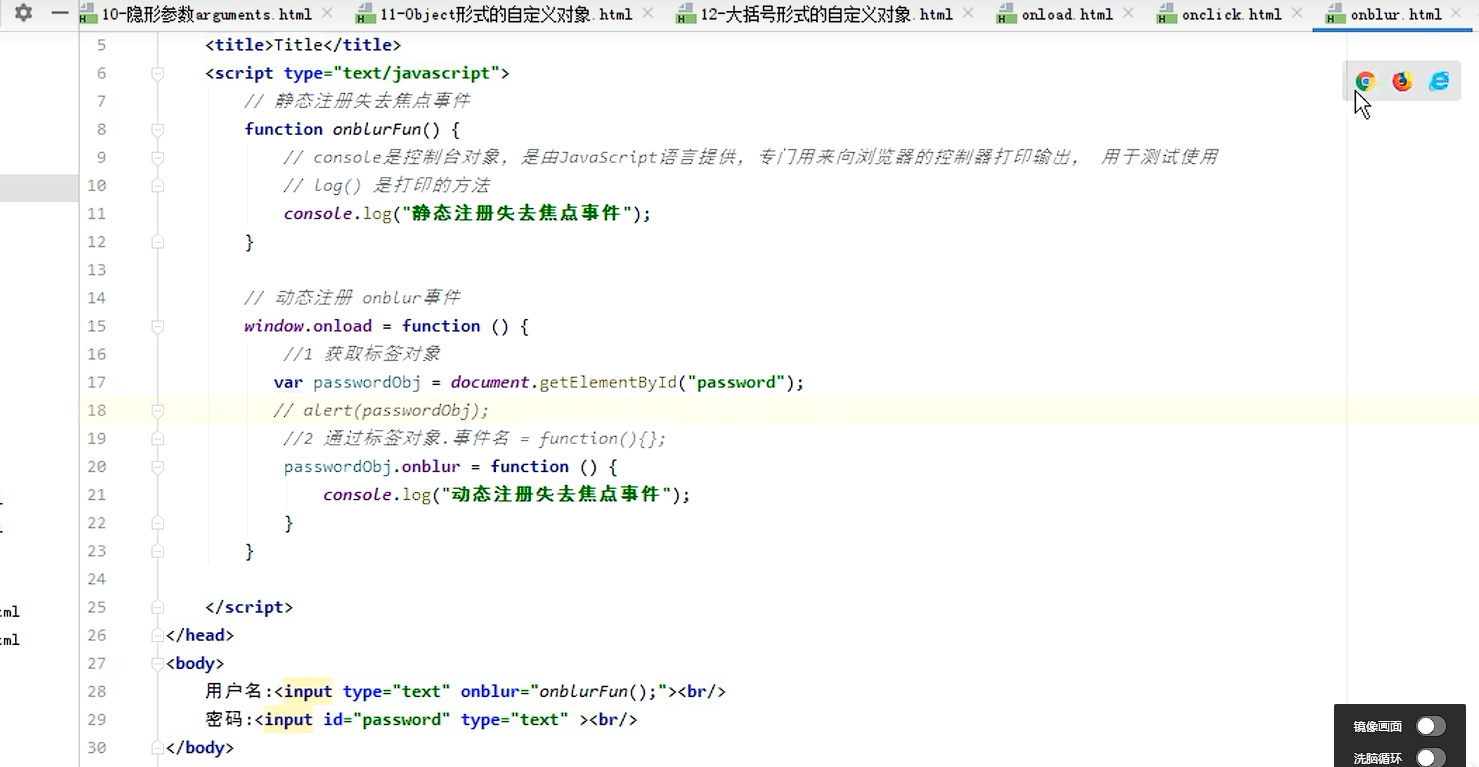 10-隐形参数arguments.html 11-Object形式的自定义对象.html 12-大括号形式的自定义对象.html onload.html onclick.html onblur.html
5 <title>Title</title>
6 <script type="text/javascript">
7 // 静态注册失去焦点事件
8 function onblurFun() {
9 // console是控制台对象，是由JavaScript语言提供，专门用来向浏览器的控制器打印输出， 用于测试使用
10 // log() 是打印的方法
11 console.log("静态注册失去焦点事件");
12 }
13
14 // 动态注册 onblur事件
15 window.onload = function () {
16 //1 获取标签对象
17 var passwordObj = document.getElementById("password");
18 // alert(passwordObj);
19 //2 通过标签对象.事件名 = function(){};
20 passwordObj.onblur = function () {
21 console.log("动态注册失去焦点事件");
22 }
23 }
24
25 </script>
26 </head>
27 <body>
28 用户名:<input type="text" onblur="onblurFun();"><br/>
29 密码:<input id="password" type="text" ><br/>
30 </body>
镜像画面
洗脑循环